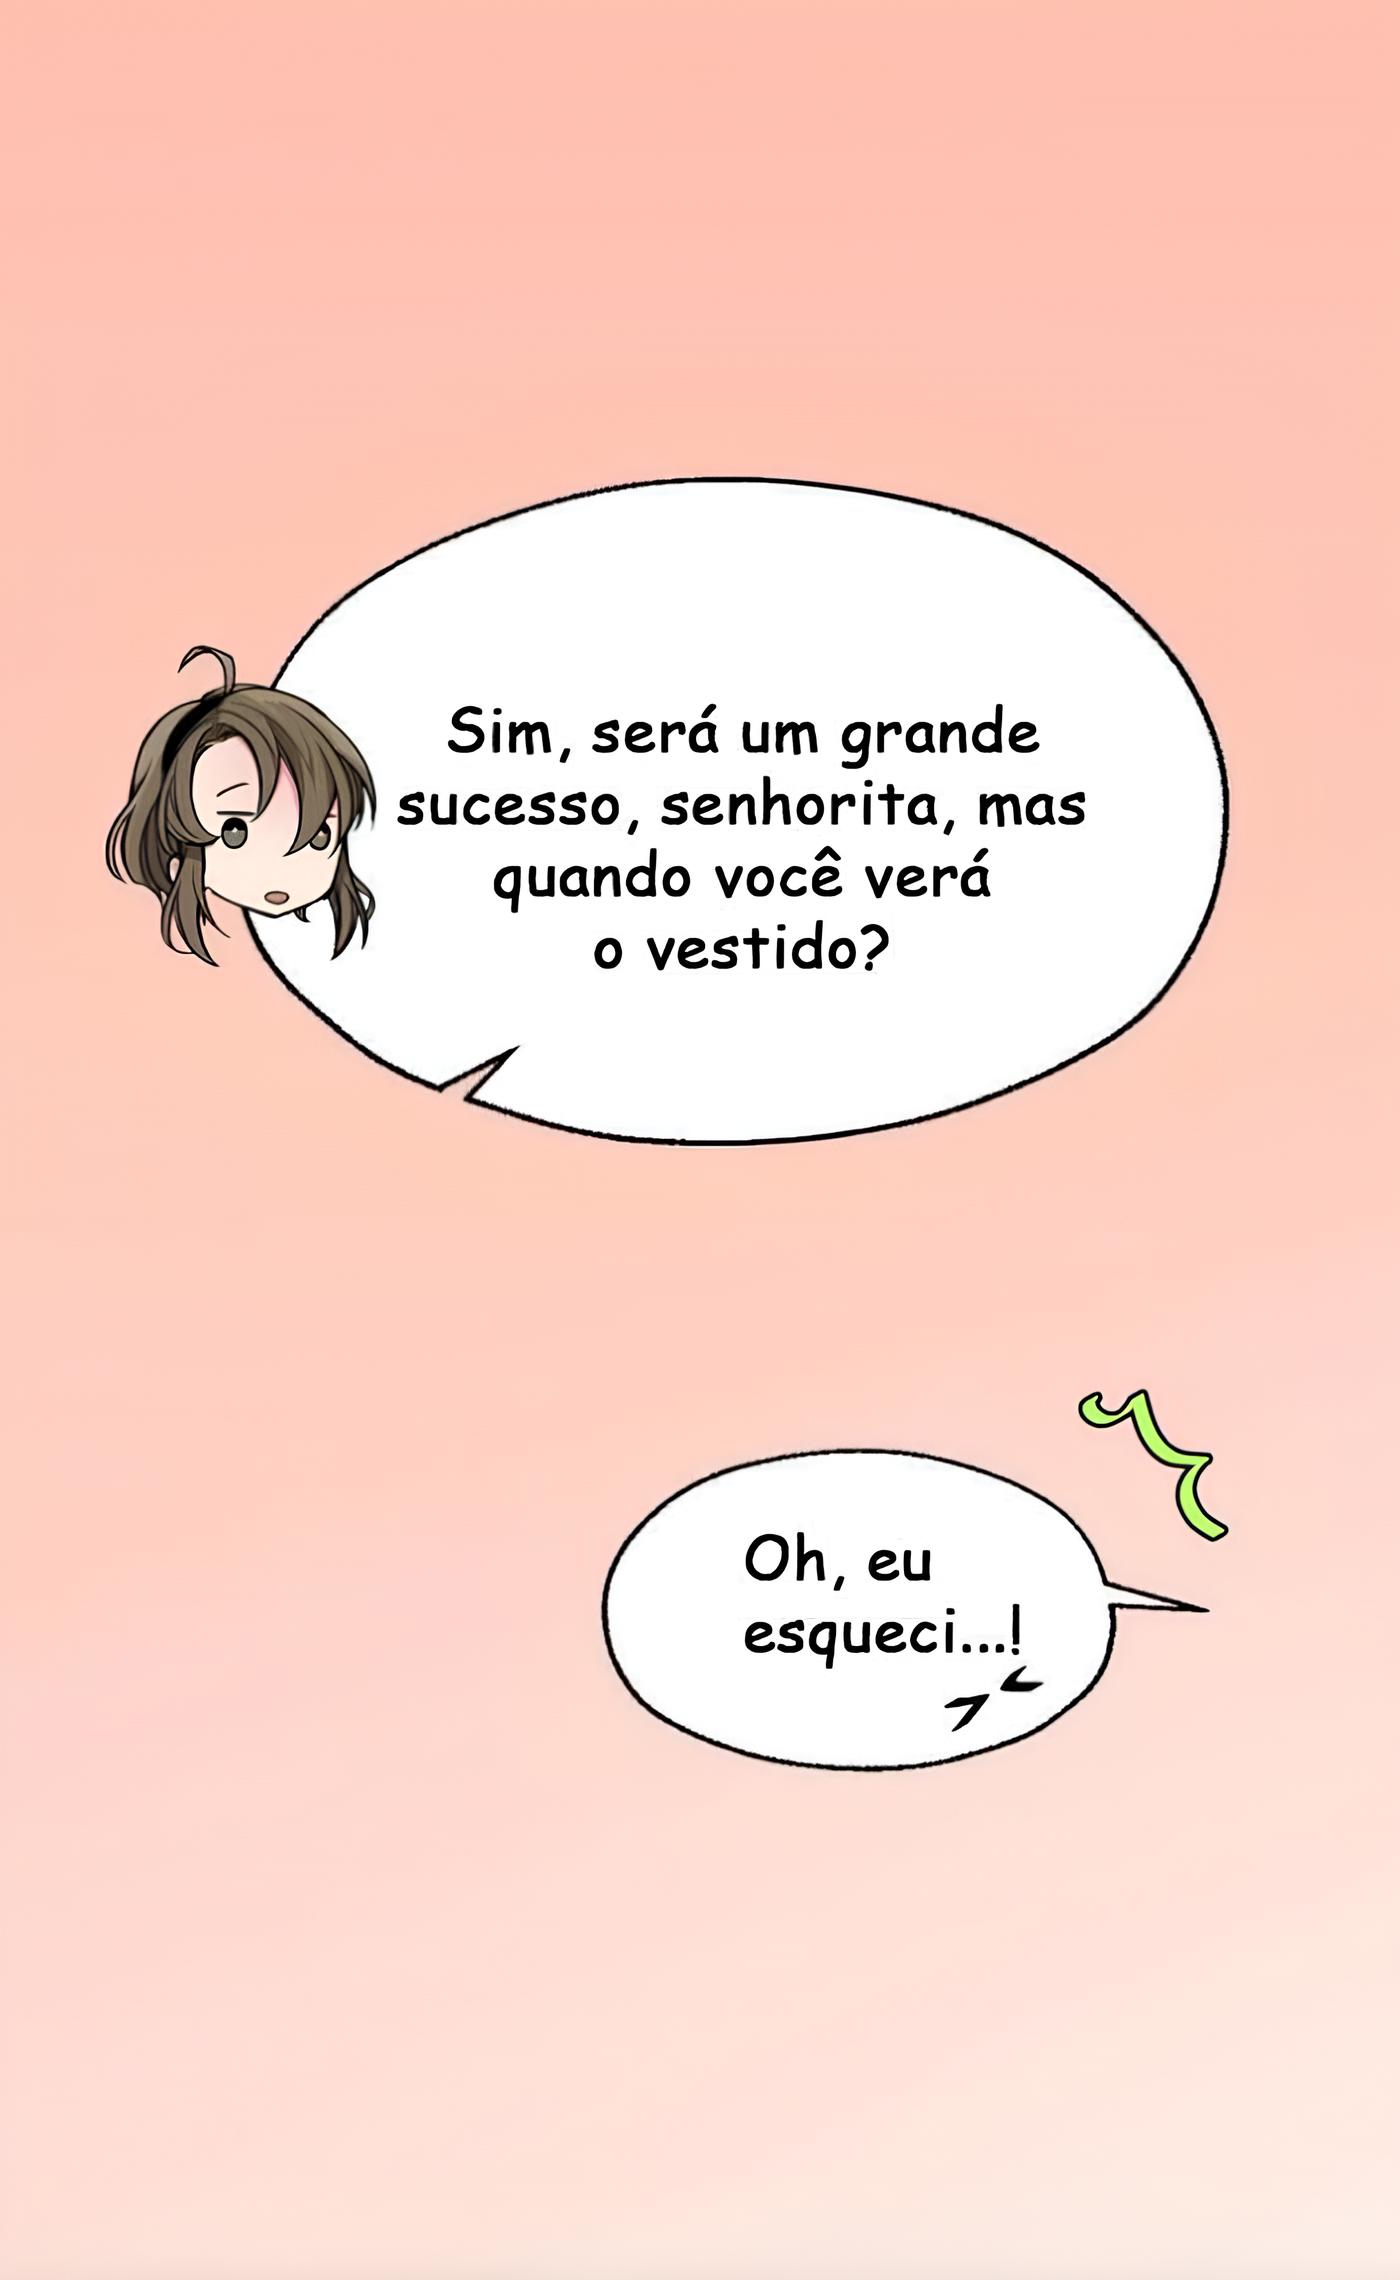 Sim, será um grande
sucesso, senhorita, mas
quando você verá
o vestido?
Oh, eu
esqueci...!